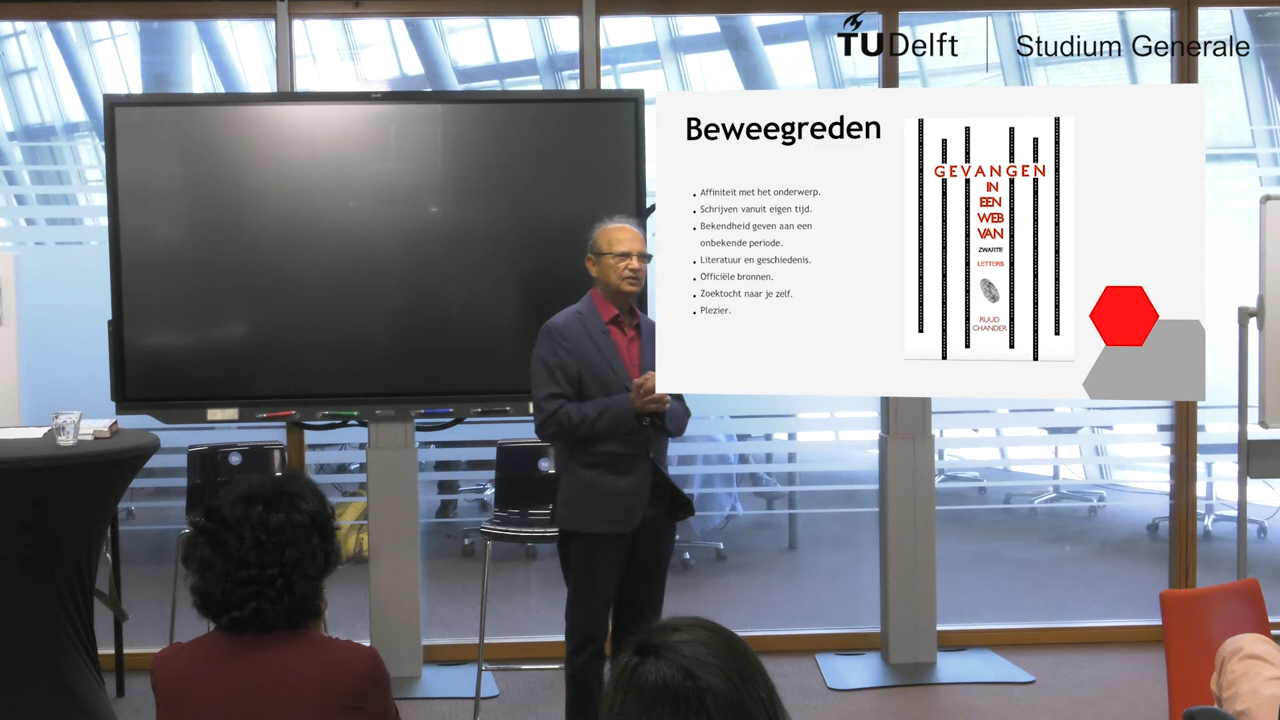 TU Delft
Studium Generale
Beweegreden
• Affiniteit met het onderwerp.
• Schrijven vanuit eigen tijd.
• Bekendheid geven aan een
onbekende periode.
• Literatuur en geschiedenis.
• Officiële bronnen.
• Zoektocht naar je zelf.
• Plezier.
GEVANGEN
IN
EEN
WEB
VAN
ZWARTE
LETTERS
RUUD
CHANDER